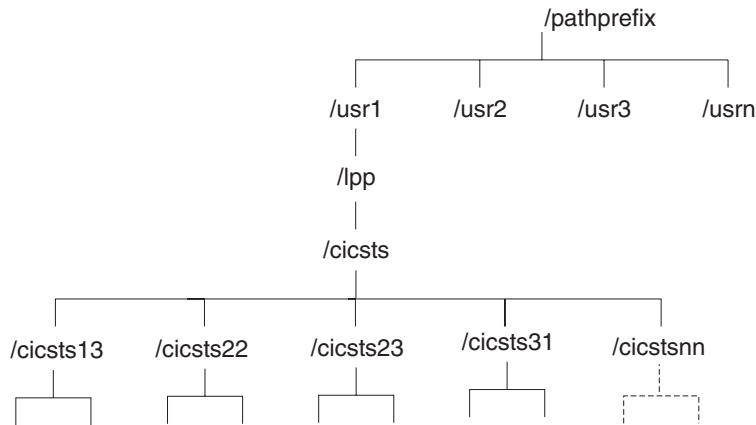 /pathprefix
/usr1 /usr2 /usr3 /usrn
/lpp
/cicsts
/cicsts13 /cicsts22 /cicsts23 /cicsts31 /cicstsnn